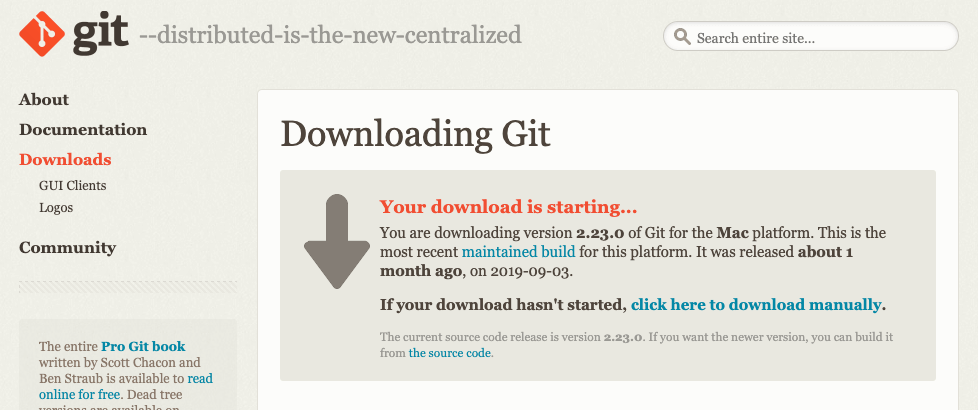 git --distributed-is-the-new-centralized
Search entire site...
About
Documentation
Downloads
GUI Clients
Logos
Community
The entire Pro Git book
written by Scott Chacon and
Ben Straub is available to read
online for free. Dead tree
versions are available on
Downloading Git
Your download is starting...
You are downloading version 2.23.0 of Git for the Mac platform. This is the
most recent maintained build for this platform. It was released about 1
month ago, on 2019-09-03.
If your download hasn't started, click here to download manually.
The current source code release is version 2.23.0. If you want the newer version, you can build it
from the source code.